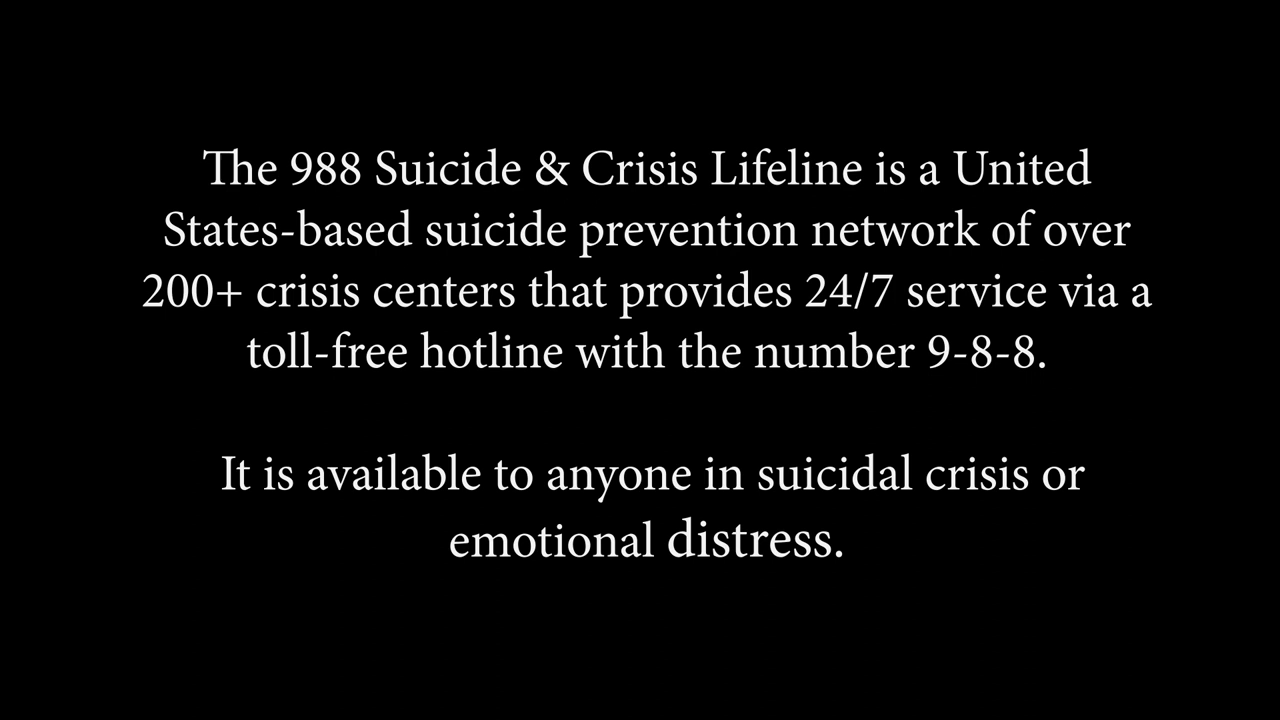 The 988 Suicide & Crisis Lifeline is a United
States-based suicide prevention network of over
200+ crisis centers that provides 24/7 service via a
toll-free hotline with the number 9-8-8.
It is available to anyone in suicidal crisis or
emotional distress.